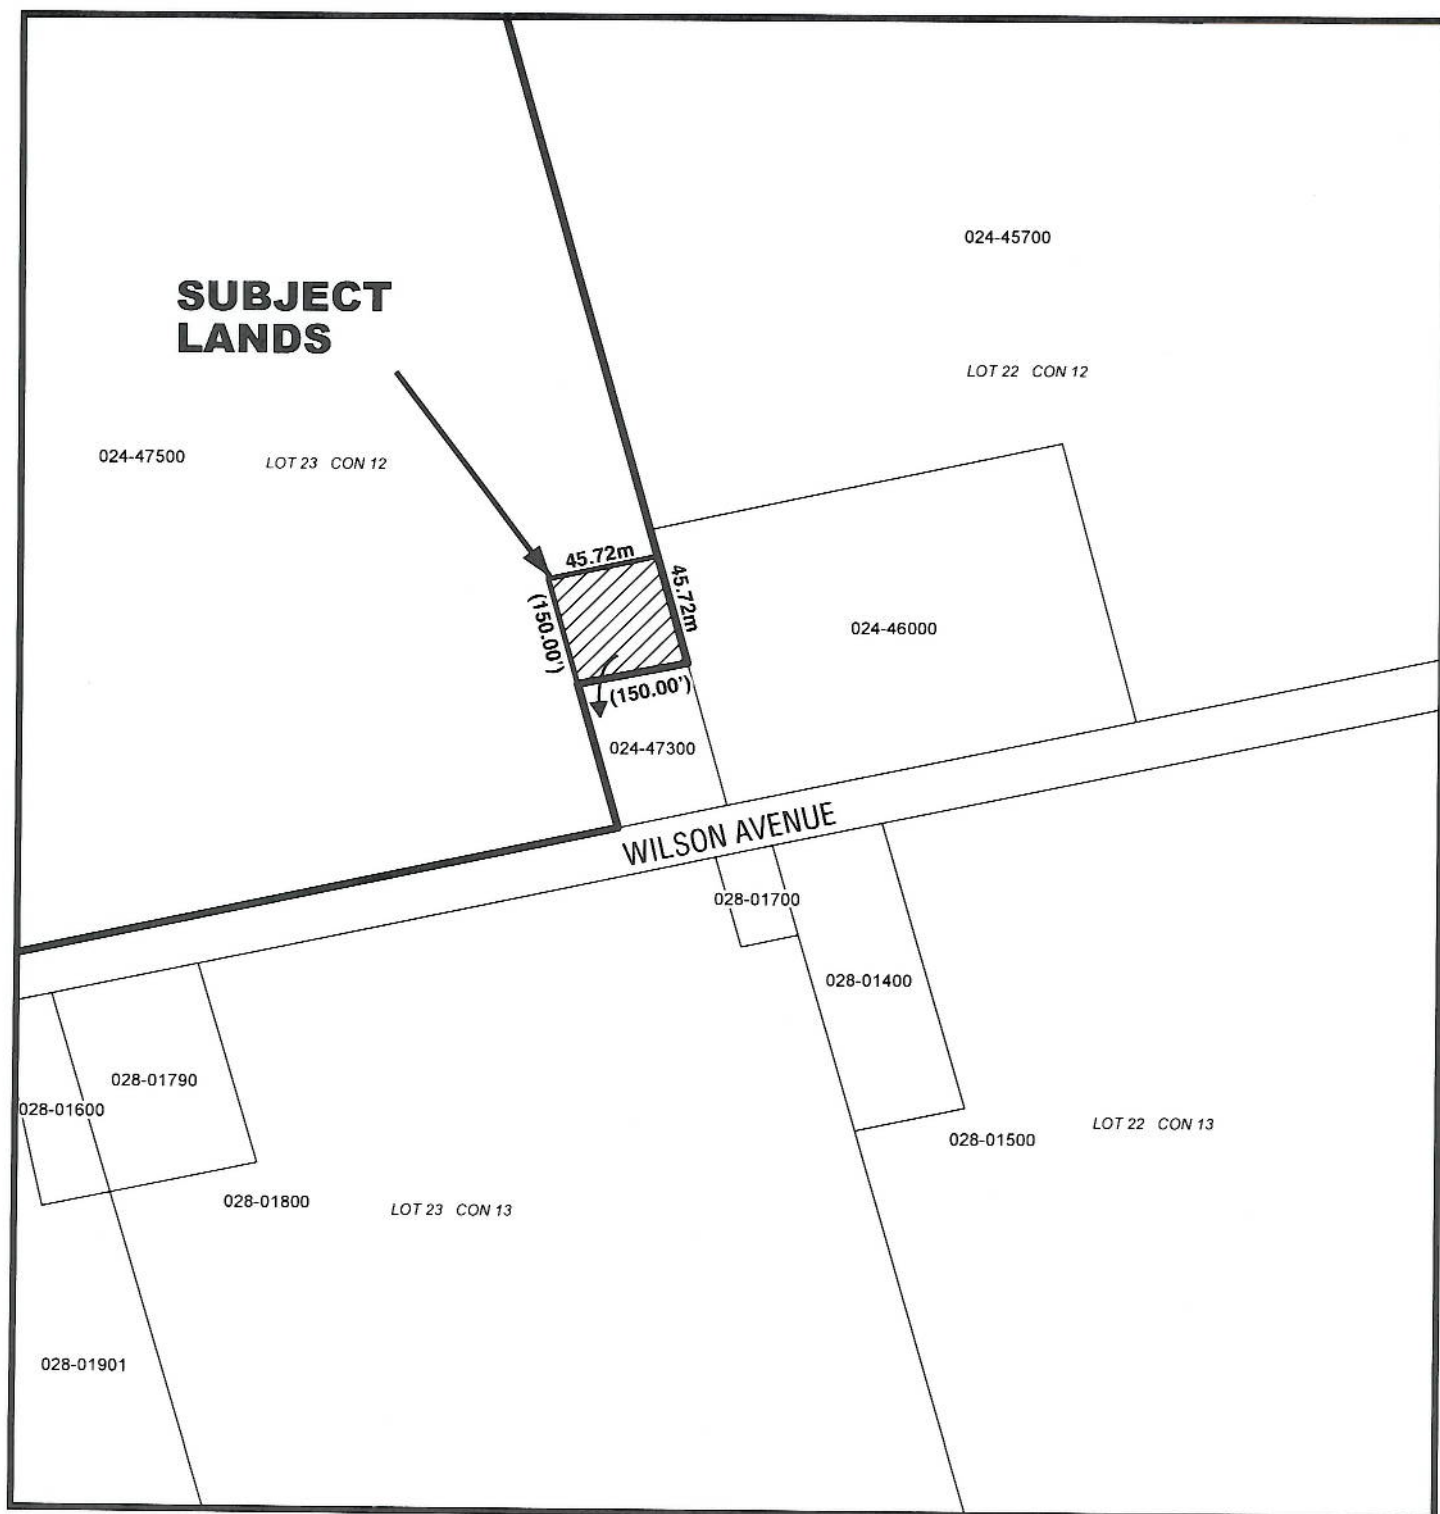 024-45700
SUBJECT
LANDS
LOT 22 CON 12
024-47500
LOT 23 CON 12
45.72m
45.72m
(150.00')
024-46000
(150.00')
024-47300
WILSON AVENUE
028-01700
028-01400
028-01790
028-01600
LOT 22 CON 13
028-01500
028-01800
LOT 23 CON 13
028-01901